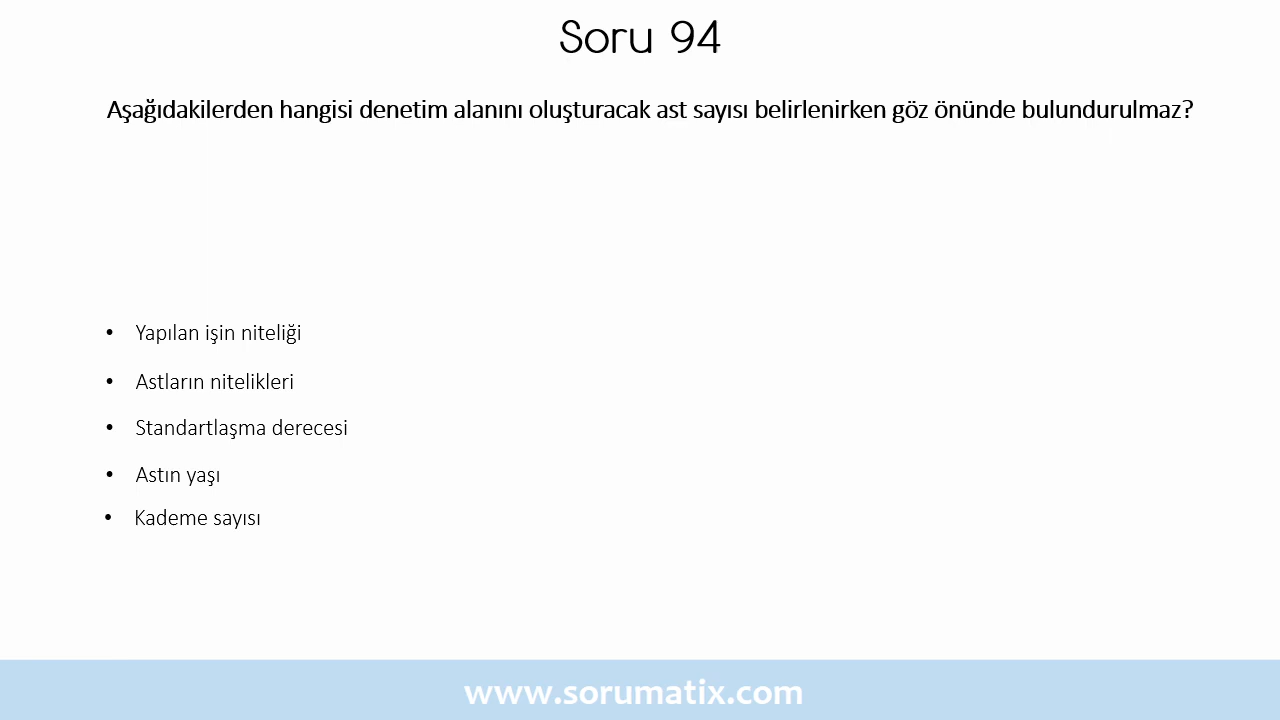 Soru 94
Aşağıdakilerden hangisi denetim alanını oluşturacak ast sayısı belirlenirken göz önünde bulundurulmaz?
• Yapılan işin niteliği
• Astların nitelikleri
• Standartlaşma derecesi
• Astın yaşı
• Kademe sayısı
www.sorumatix.com